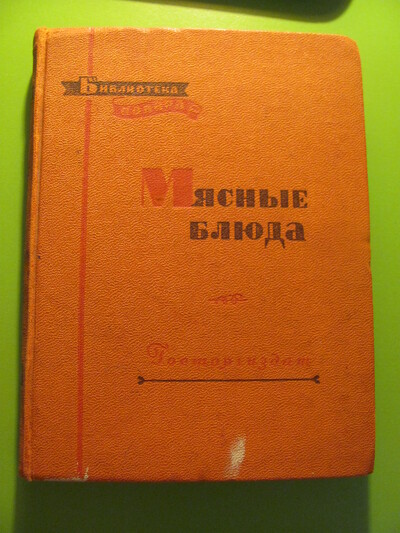 Библиотека
повара
Мясные
блюда
Госторгиздат